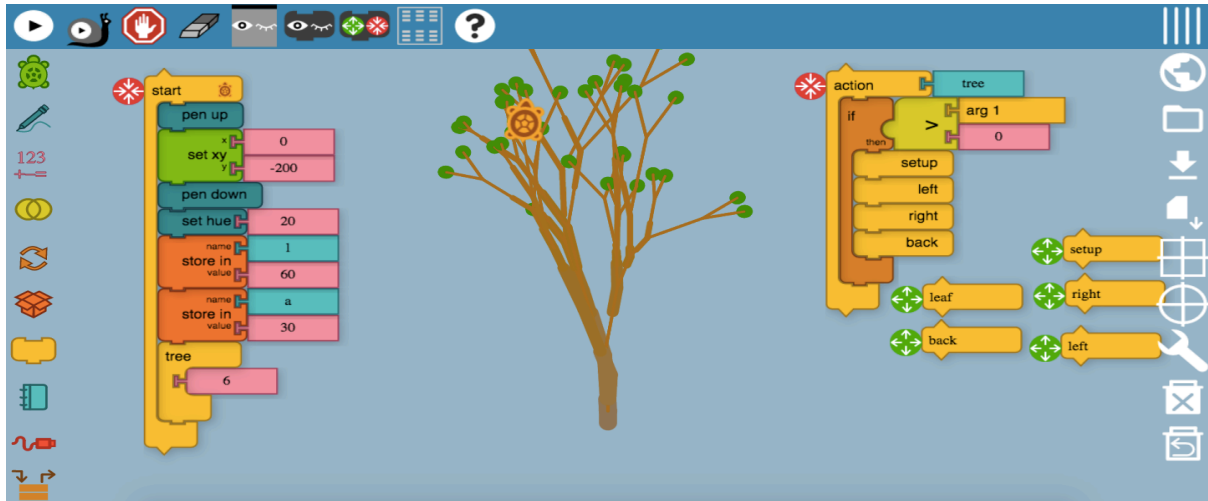 ?
123
+−=
start
pen up
set xy
x
0
y
-200
pen down
set hue
20
store in
name
1
value
60
store in
name
a
value
30
tree
6
action
tree
if
then
>
arg 1
0
setup
left
right
back
setup
leaf
right
back
left